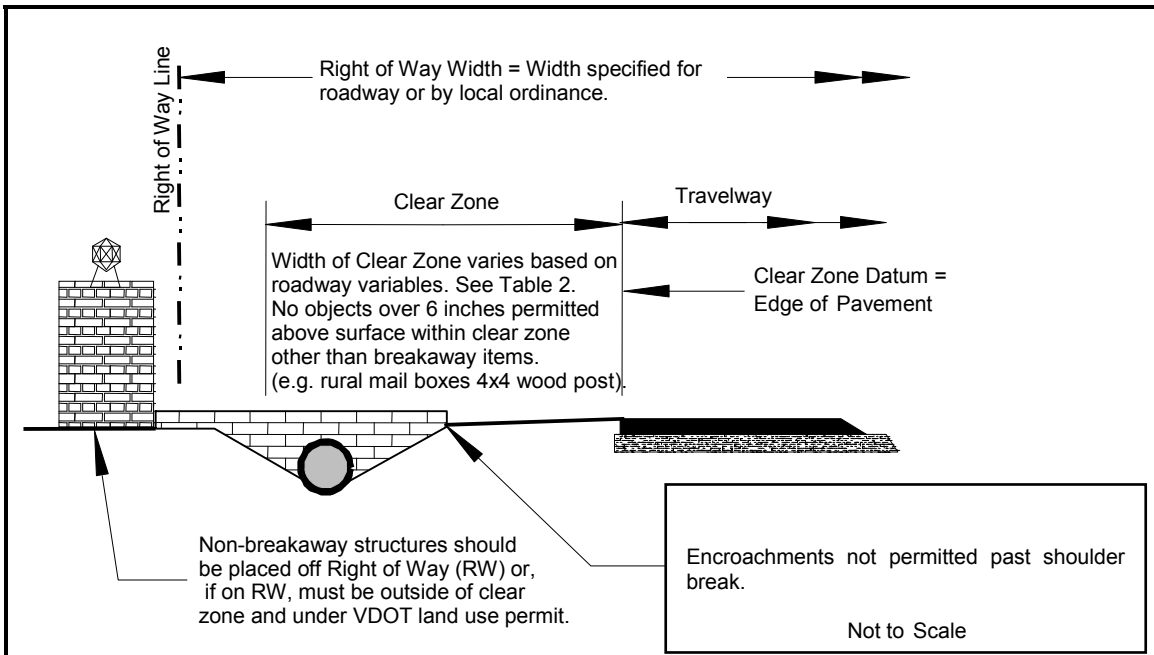 Right of Way Line
Right of Way Width = Width specified for
roadway or by local ordinance.
Clear Zone
Travelway
Width of Clear Zone varies based on
roadway variables. See Table 2.
No objects over 6 inches permitted
above surface within clear zone
other than breakaway items.
(e.g. rural mail boxes 4x4 wood post).
Clear Zone Datum =
Edge of Pavement
Non-breakaway structures should
be placed off Right of Way (RW) or,
if on RW, must be outside of clear
zone and under VDOT land use permit.
Encroachments not permitted past shoulder
break.
Not to Scale